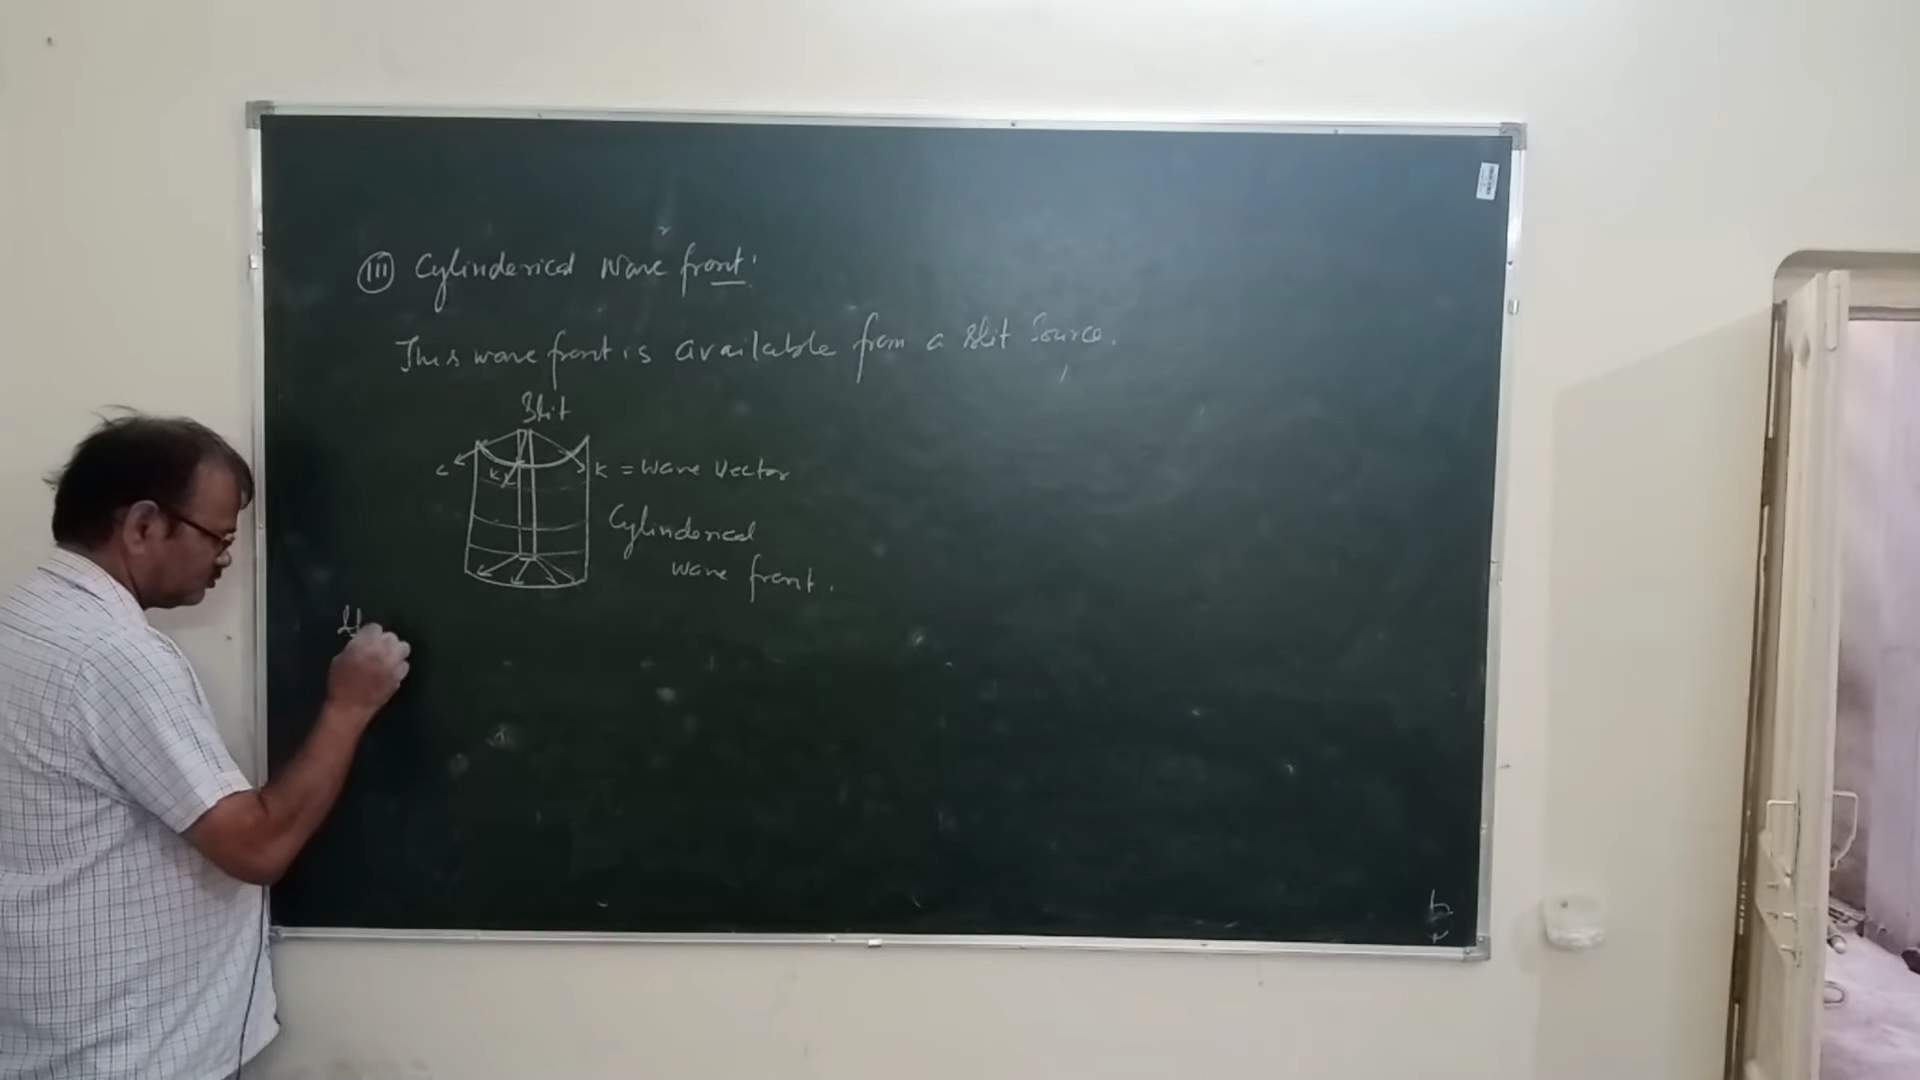 III Cylinderical Wave front:
This wave front is available from a slit source.
Slit
K K = Wave Vector
Cylinderical
wave front.